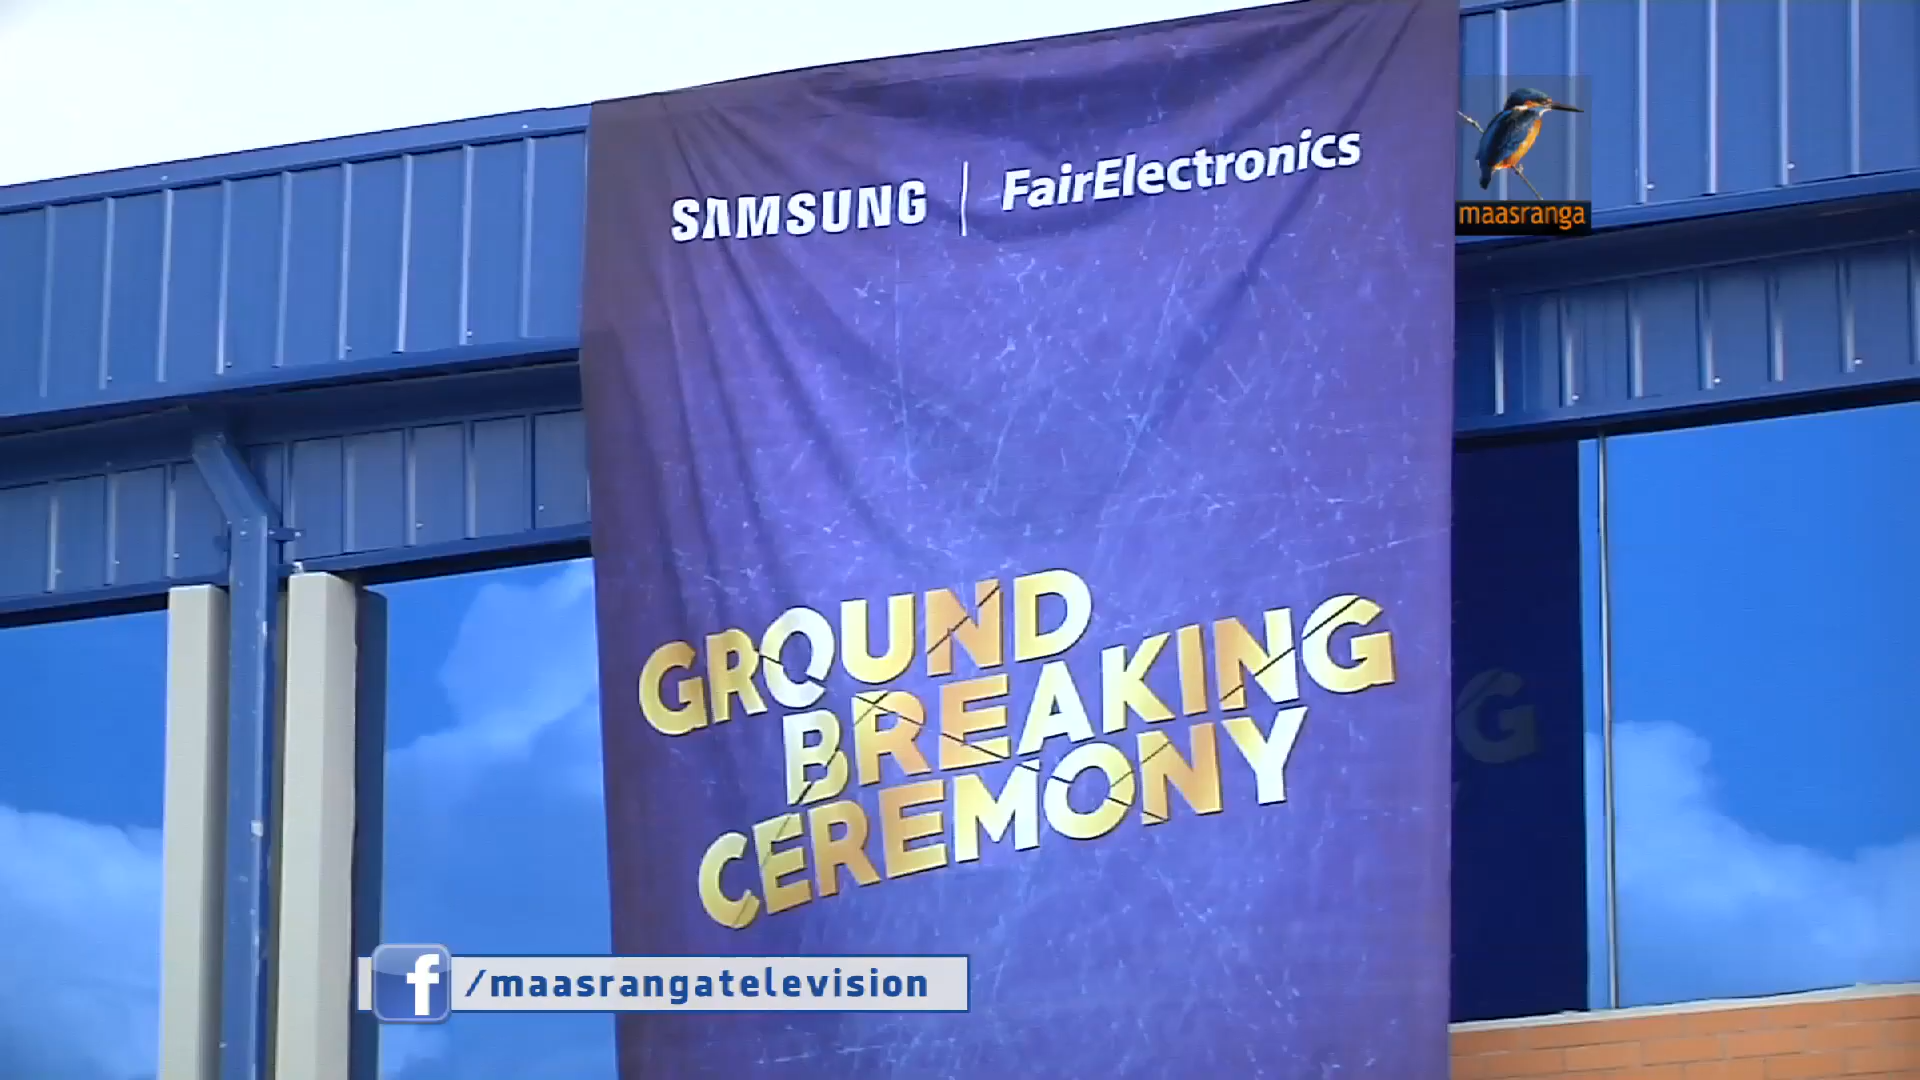 SAMSUNG | FairElectronics
maasranga
GROUND
BREAKING
CEREMONY
f /maasrangatelevision